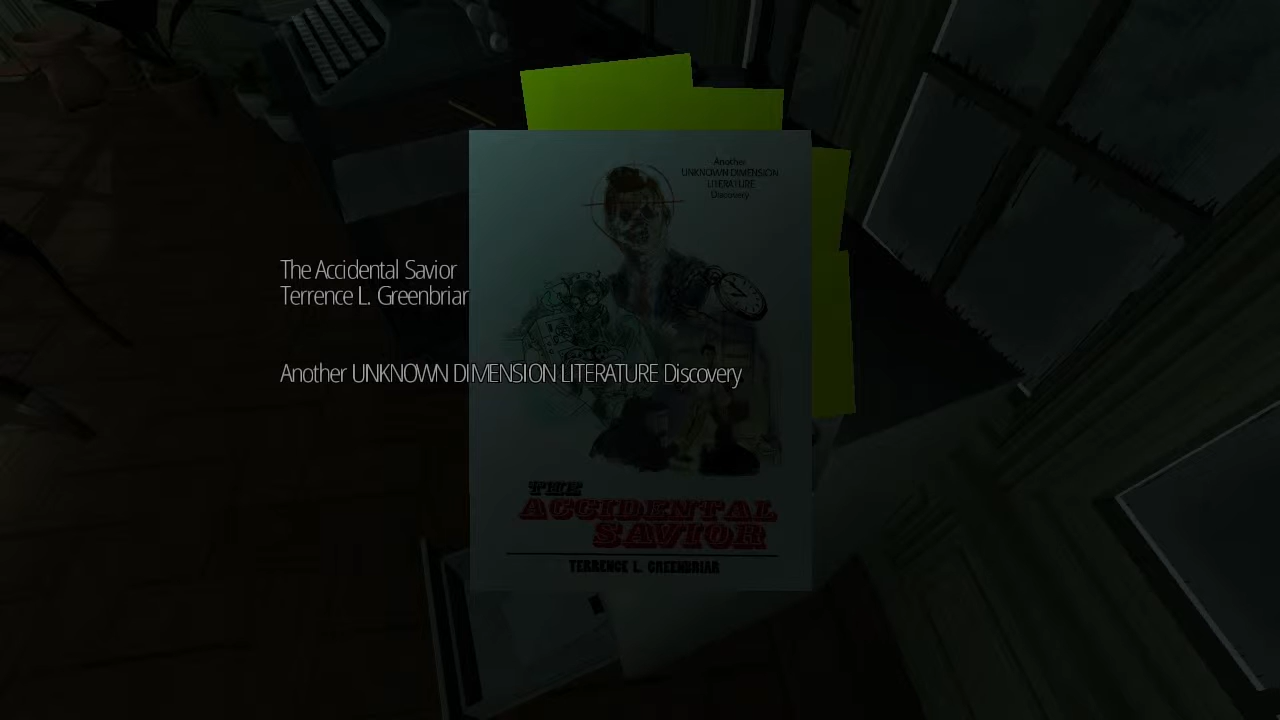 Another
UNKNOWN DIMENSION
LITERATURE
Discovery
The Accidental Savior
Terrence L. Greenbriar
Another UNKNOWN DIMENSION LITERATURE Discovery
THE
ACCIDENTAL
SAVIOR
TERRENCE L. GREENBRIAR